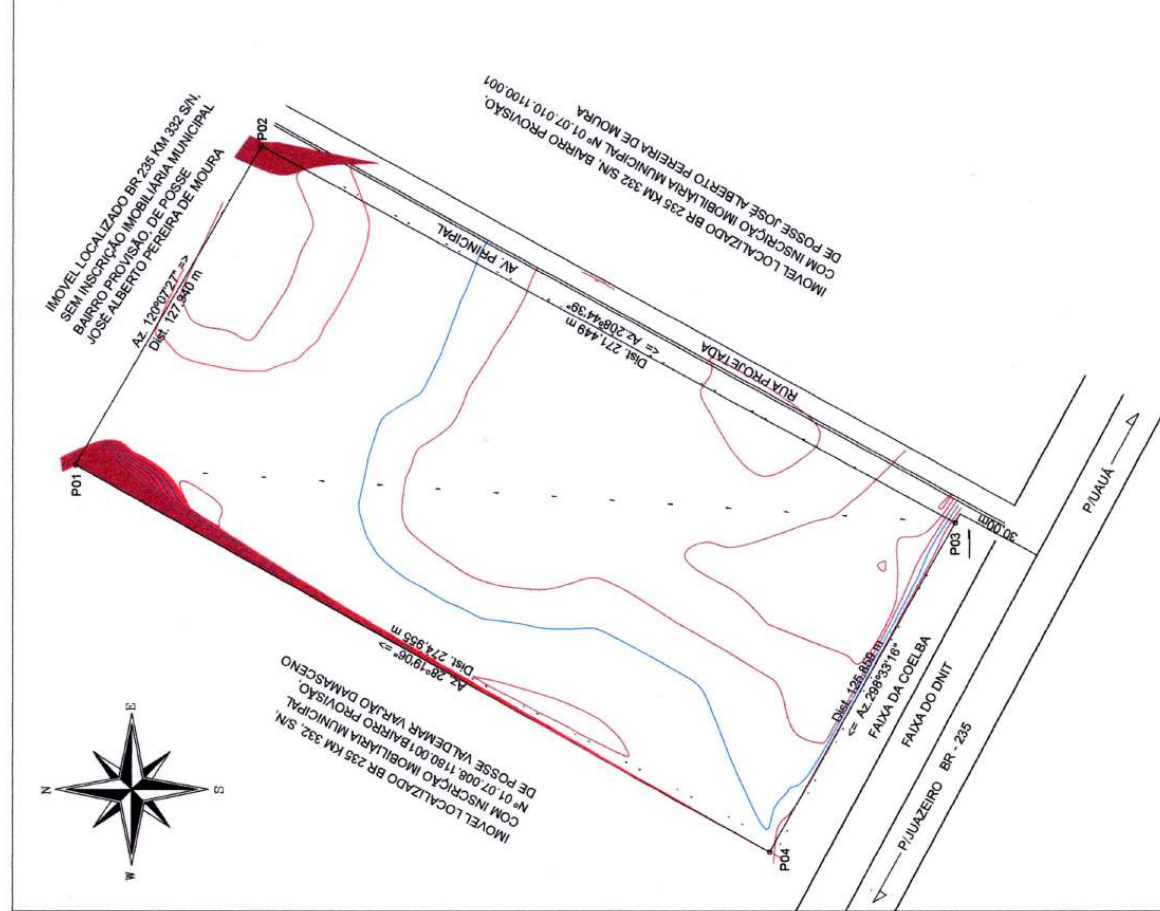 IMOVEL LOCALIZADO BR 235 KM 332 S/N,
SEM INSCRIÇÃO IMOBILIÁRIA MUNICIPAL
BAIRRO PROVISÃO, DE POSSE
JOSÉ ALBERTO PEREIRA DE MOURA
Az. 120°07'27" =>
Dist. 127,940 m
P01
P02
IMOVEL LOCALIZADO BR 235 KM 332 S/N, BAIRRO PROVISÃO,
COM INSCRIÇÃO IMOBILIÁRIA MUNICIPAL Nº 01.07.010.1100.001
DE POSSE JOSÉ ALBERTO PEREIRA DE MOURA
AV. PRINCIPAL
<= Az.208°44'39"
Dist. 271,449 m
RUA PROJETADA
Az. 28°19'06" =>
Dist. 274,955 m
IMOVEL LOCALIZADO BR 235 KM 332, S/N,
COM INSCRIÇÃO IMOBILIÁRIA MUNICIPAL
Nº 01.07.008.1180.001 BAIRRO PROVISÃO,
DE POSSE VALDEMAR VARJÃO DAMASCENO
N
E
S
W
P03
30.00m
P04
Dist. 125,859 m
<= Az.298°33'16"
FAIXA DA COELBA
FAIXA DO DNIT
P/JUAZEIRO
BR - 235
P/UAUÁ